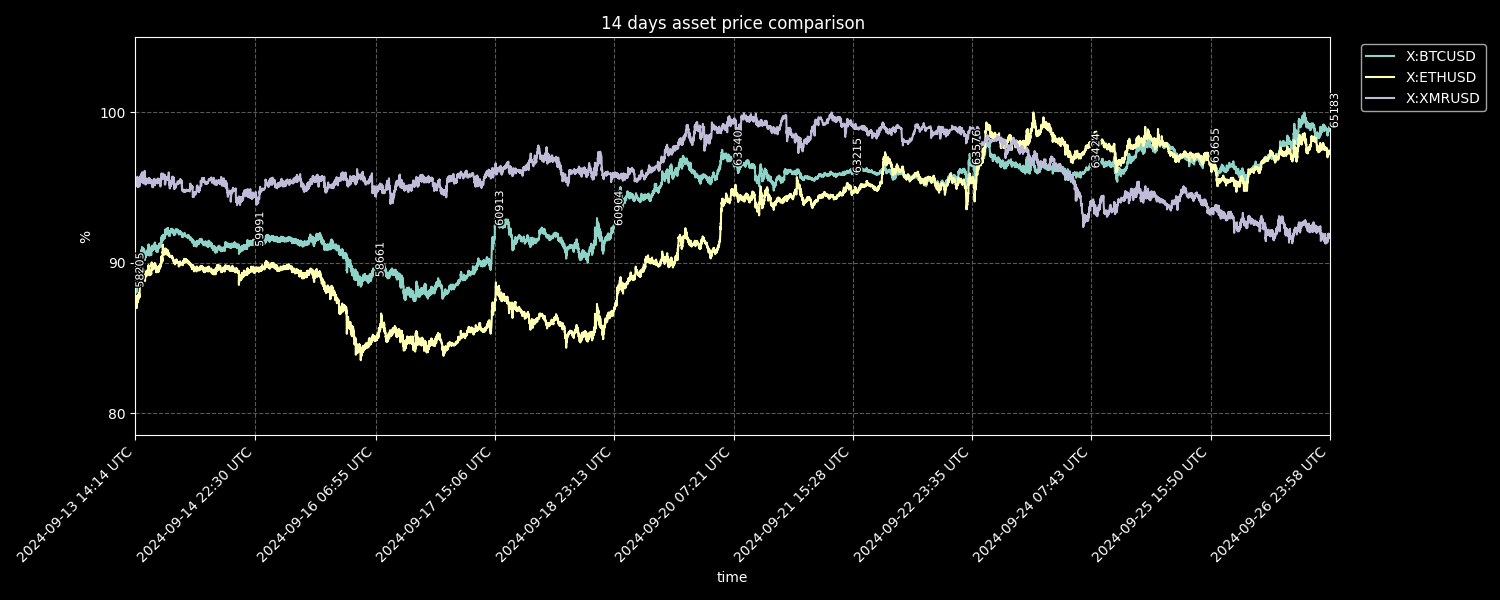 14 days asset price comparison
X:BTCUSD
X:ETHUSD
X:XMRUSD
100
90
80
%
58205
59991
58661
60913
60904
63540
63215
63576
63424
63655
65183
2024-09-13 14:14 UTC
2024-09-14 22:30 UTC
2024-09-16 06:55 UTC
2024-09-17 15:06 UTC
2024-09-18 23:13 UTC
2024-09-20 07:21 UTC
2024-09-21 15:28 UTC
2024-09-22 23:35 UTC
2024-09-24 07:43 UTC
2024-09-25 15:50 UTC
2024-09-26 23:58 UTC
time